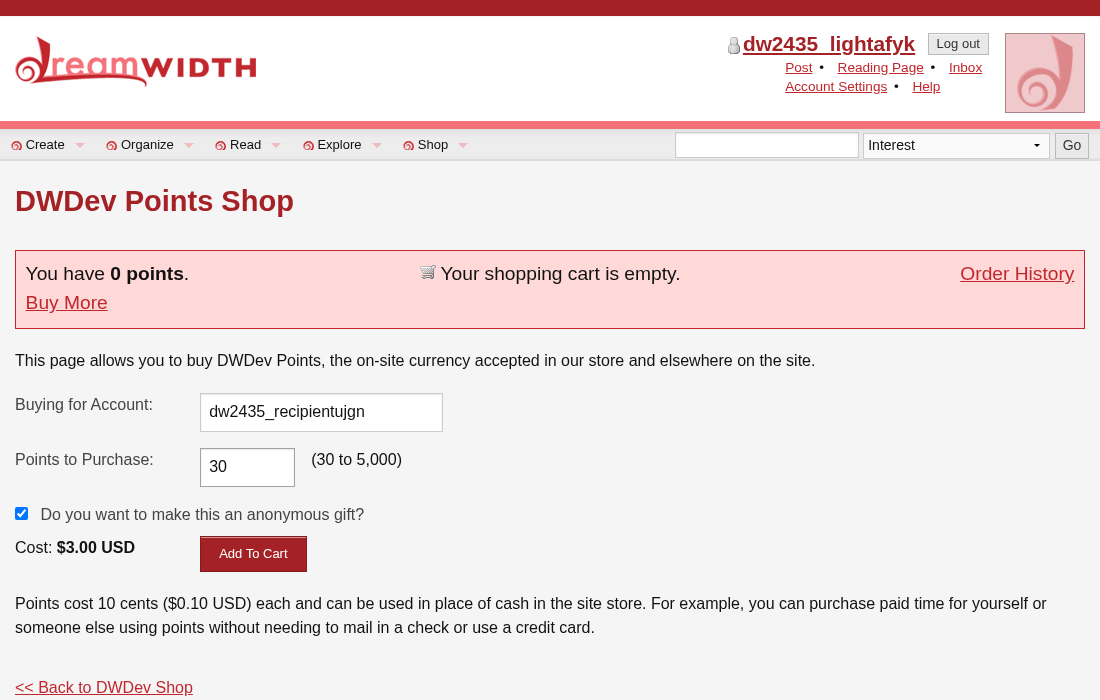 dreamWIDTH
dw2435_lightafyk Log out
Post • Reading Page • Inbox
Account Settings • Help
Create Organize Read Explore Shop Interest Go
DWDev Points Shop
You have 0 points. Your shopping cart is empty. Order History
Buy More
This page allows you to buy DWDev Points, the on-site currency accepted in our store and elsewhere on the site.
Buying for Account: dw2435_recipientujgn
Points to Purchase: 30 (30 to 5,000)
Do you want to make this an anonymous gift?
Cost: $3.00 USD Add To Cart
Points cost 10 cents ($0.10 USD) each and can be used in place of cash in the site store. For example, you can purchase paid time for yourself or
someone else using points without needing to mail in a check or use a credit card.
<< Back to DWDev Shop